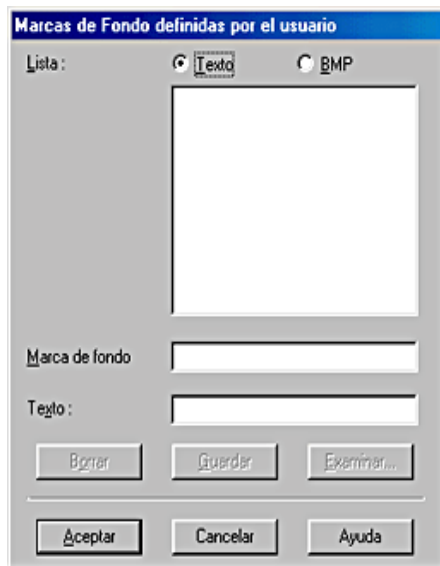 Marcas de Fondo definidas por el usuario
Lista : Texto BMP
Marca de fondo
Texto :
Borrar Guardar Examinar...
Aceptar Cancelar Ayuda